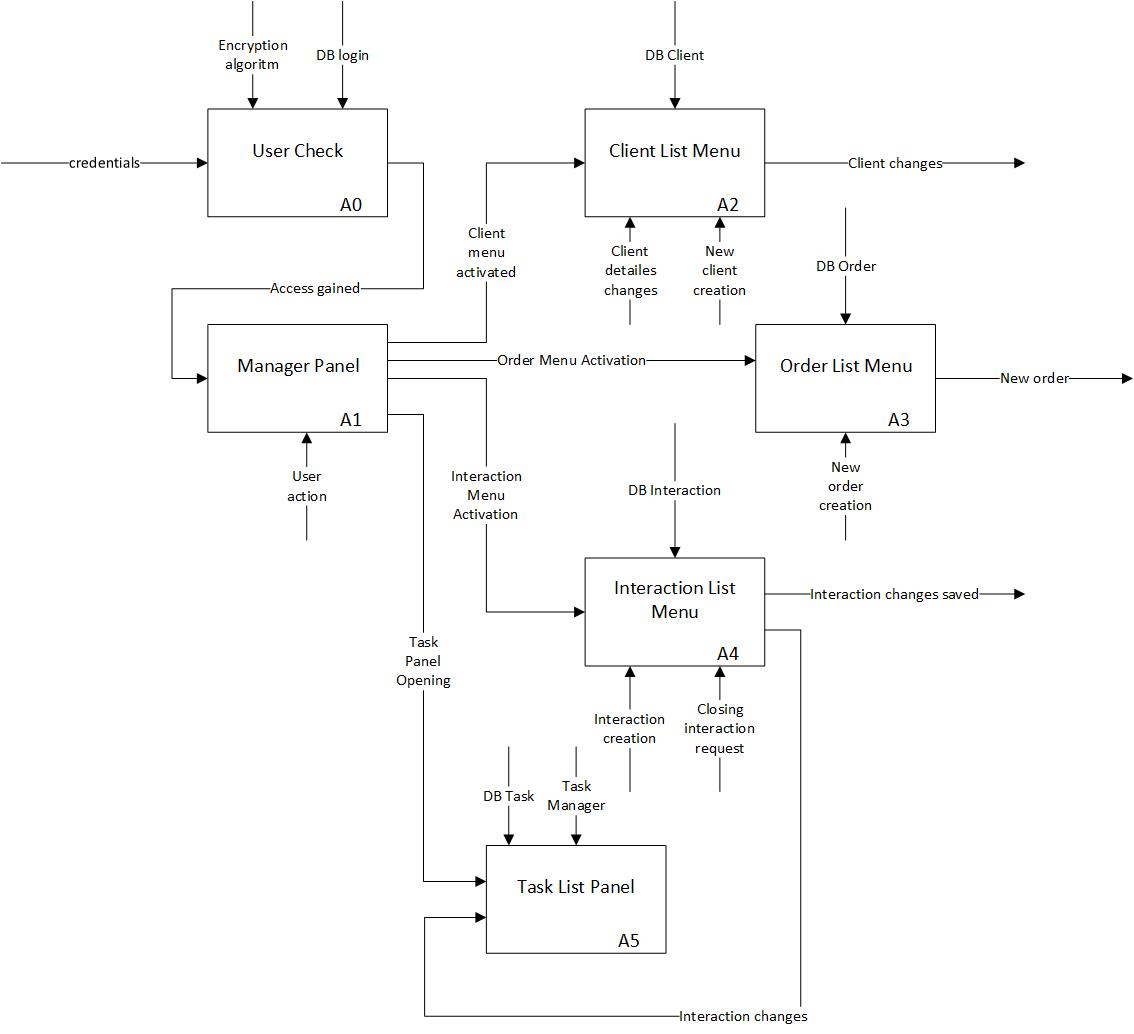 Encryption
algoritm
DB login
DB Client
credentials
User Check
A0
Client List Menu
A2
Client changes
Client
menu
activated
Client
detailes
changes
New
client
creation
DB Order
Access gained
Manager Panel
A1
Order Menu Activation
Order List Menu
A3
New order
User
action
Interaction
Menu
Activation
DB Interaction
New
order
creation
Interaction List
Menu
A4
Interaction changes saved
Task
Panel
Opening
Interaction
creation
Closing
interaction
request
DB Task
Task
Manager
Task List Panel
A5
Interaction changes